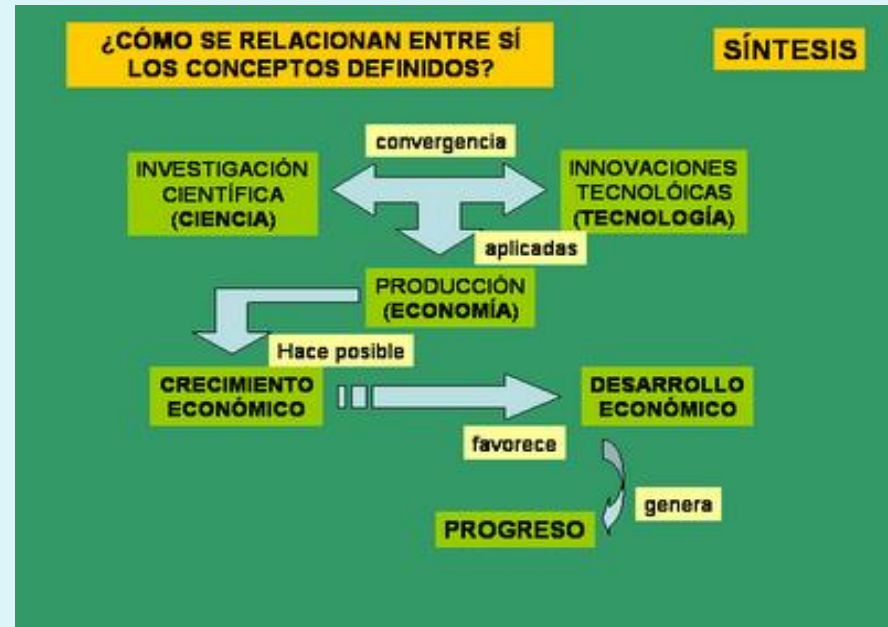 ¿CÓMO SE RELACIONAN ENTRE SÍ
LOS CONCEPTOS DEFINIDOS?
SÍNTESIS
convergencia
INVESTIGACIÓN
CIENTÍFICA
(CIENCIA)
INNOVACIONES
TECNOLÓICAS
(TECNOLOGÍA)
aplicadas
PRODUCCIÓN
(ECONOMÍA)
Hace posible
CRECIMIENTO
ECONÓMICO
DESARROLLO
ECONÓMICO
favorece
genera
PROGRESO